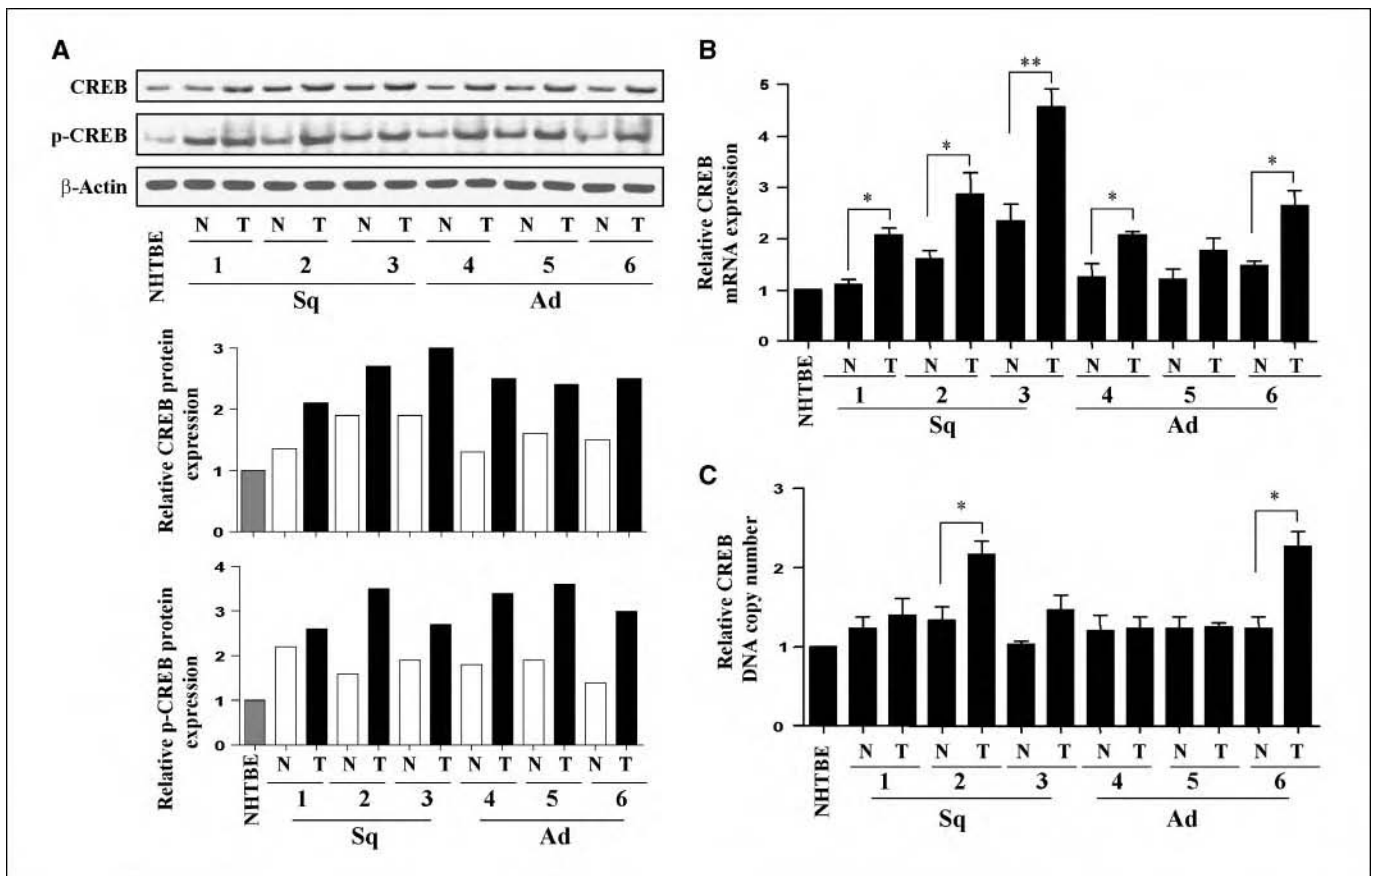 A
CREB
p-CREB
β-Actin
NHTBE
N T N T N T N T N T N T
1 2 3 4 5 6
Sq Ad
Relative CREB protein
expression
3
2
1
0
Relative p-CREB protein
expression
4
3
2
1
0
NHTBE
N T N T N T N T N T N T
1 2 3 4 5 6
Sq Ad
B
Relative CREB
mRNA expression
5
4
3
2
1
0
* * ** * *
NHTBE
N T N T N T N T N T N T
1 2 3 4 5 6
Sq Ad
C
Relative CREB
DNA copy number
3
2
1
0
* *
NHTBE
N T N T N T N T N T N T
1 2 3 4 5 6
Sq Ad